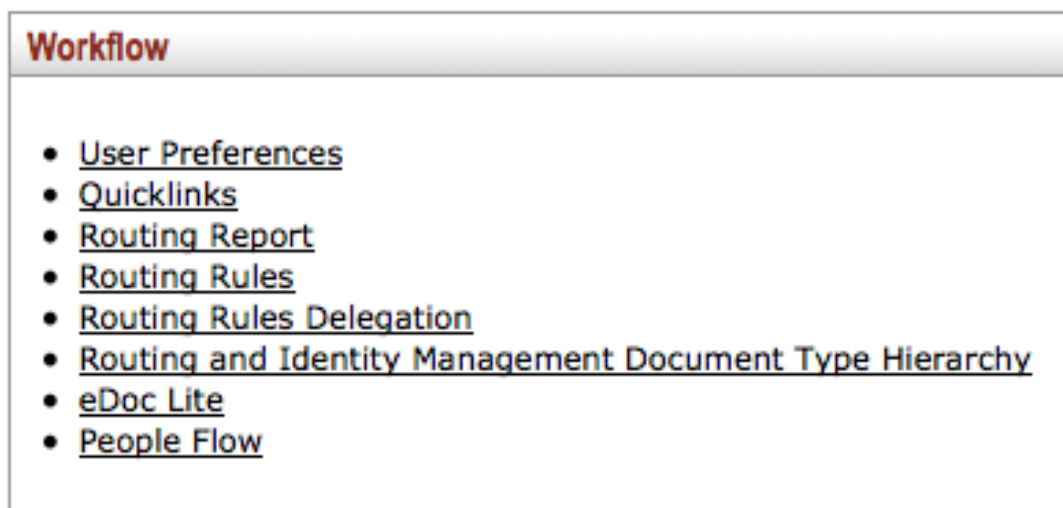 Workflow
User Preferences
Quicklinks
Routing Report
Routing Rules
Routing Rules Delegation
Routing and Identity Management Document Type Hierarchy
eDoc Lite
People Flow